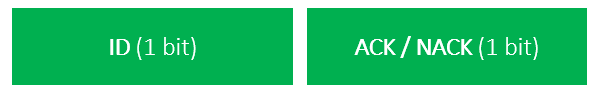 ID (1 bit)
ACK / NACK (1 bit)